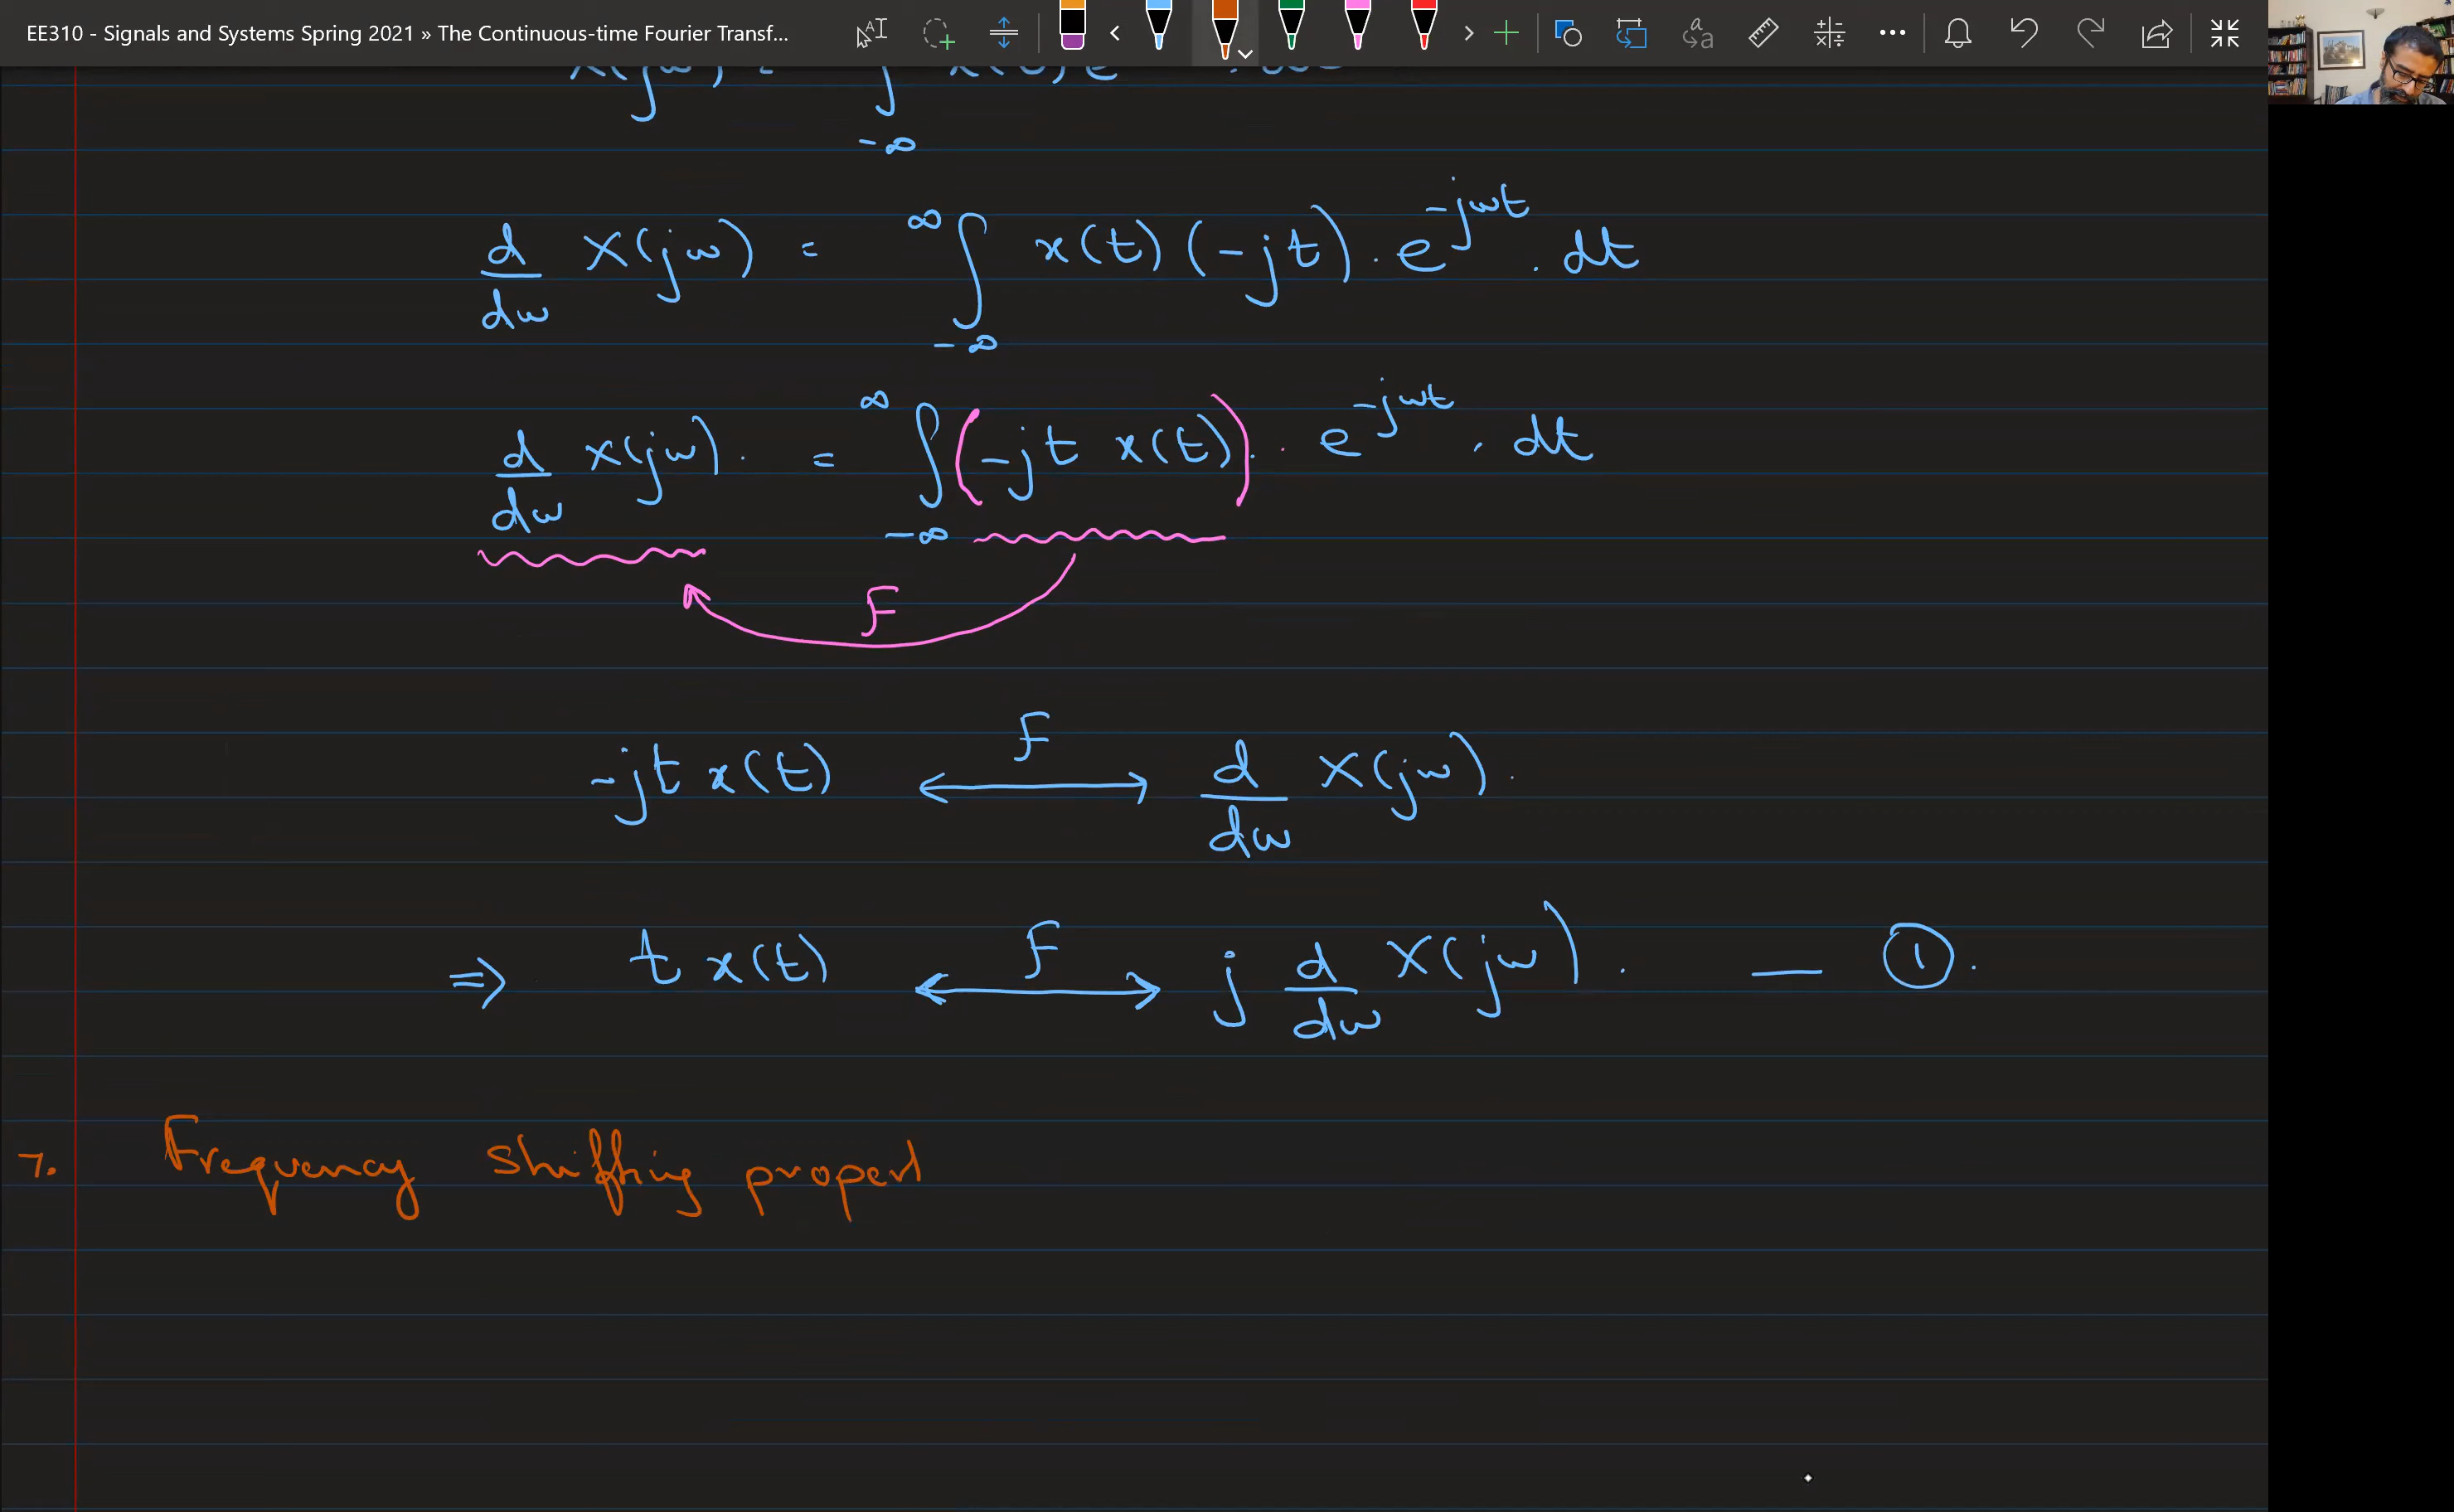 EE310 - Signals and Systems Spring 2021 » The Continuous-time Fourier Transf...
-∞
d/dω X(jω) = ∫_{-∞}^{∞} x(t) (-jt) . e^{-jωt} . dt
d/dω X(jω) . = ∫_{-∞}^{∞} (-jt x(t)) . e^{-jωt} . dt
F
-jt x(t) ⟷^{F} d/dω X(jω) .
⇒ t x(t) ⟷^{F} j d/dω X(jω) . — ① .
7. Frequency Shifting propert